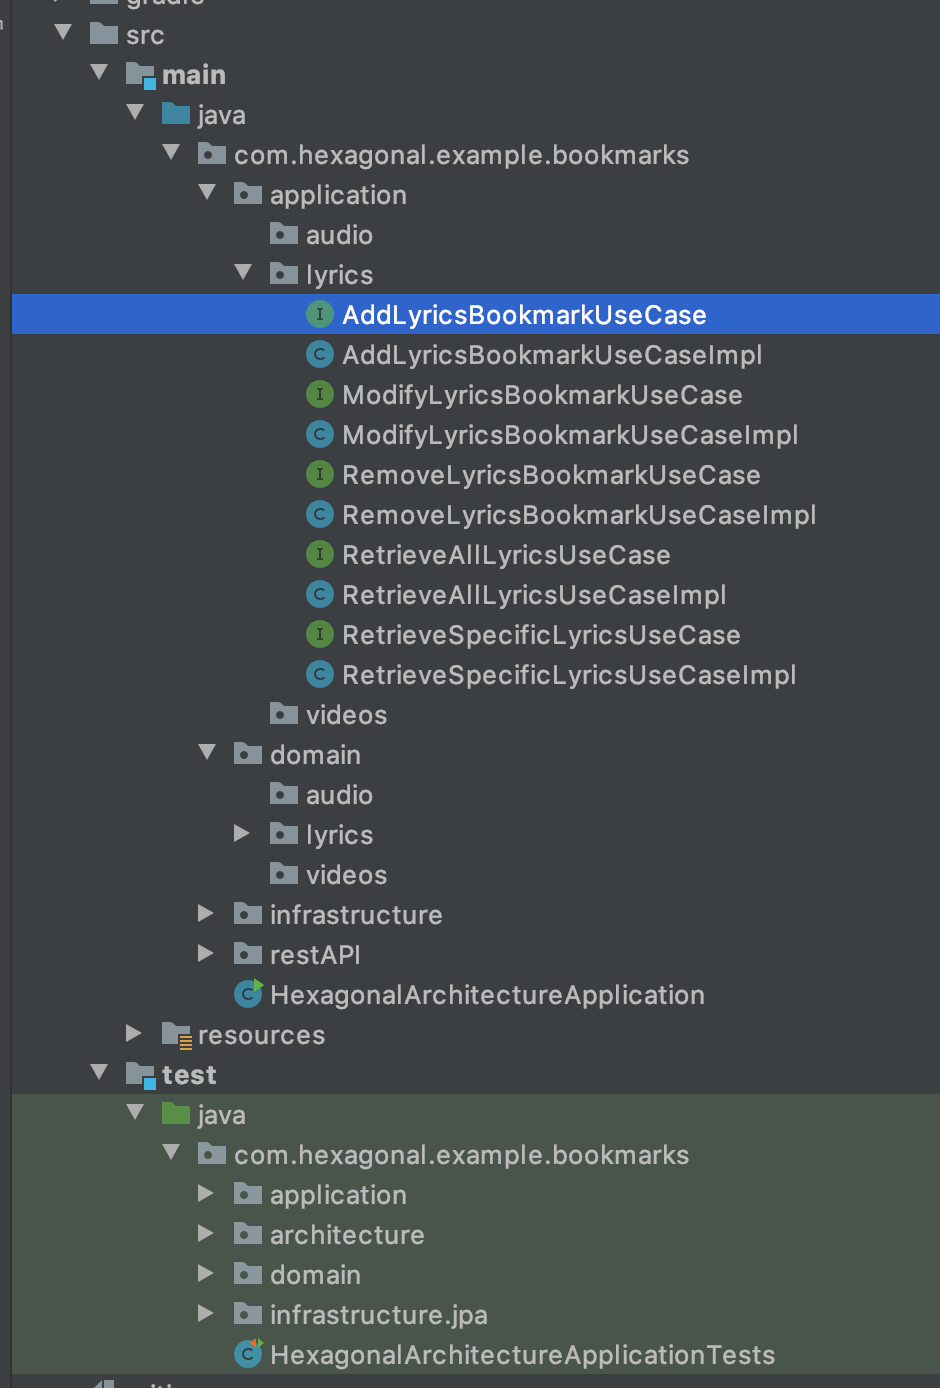 src
main
java
com.hexagonal.example.bookmarks
application
audio
lyrics
AddLyricsBookmarkUseCase
AddLyricsBookmarkUseCaseImpl
ModifyLyricsBookmarkUseCase
ModifyLyricsBookmarkUseCaseImpl
RemoveLyricsBookmarkUseCase
RemoveLyricsBookmarkUseCaseImpl
RetrieveAllLyricsUseCase
RetrieveAllLyricsUseCaseImpl
RetrieveSpecificLyricsUseCase
RetrieveSpecificLyricsUseCaseImpl
videos
domain
audio
lyrics
videos
infrastructure
restAPI
HexagonalArchitectureApplication
resources
test
java
com.hexagonal.example.bookmarks
application
architecture
domain
infrastructure.jpa
HexagonalArchitectureApplicationTests